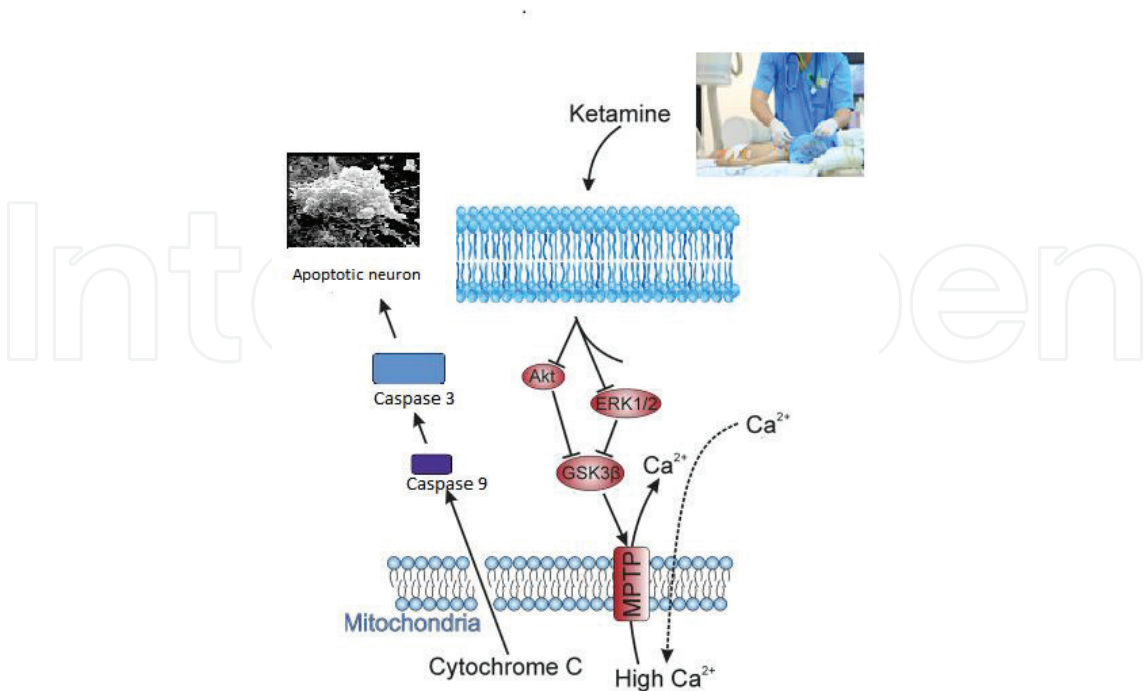 Ketamine
Apoptotic neuron
Akt
Caspase 3
ERK1/2
Ca²⁺
Ca²⁺
GSK3β
Caspase 9
MPTP
Mitochondria
Cytochrome C
High Ca²⁺